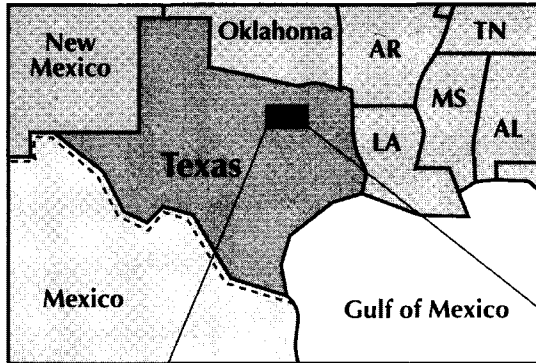 New
Mexico
Oklahoma
AR
TN
MS
AL
LA
Texas
Mexico
Gulf of Mexico